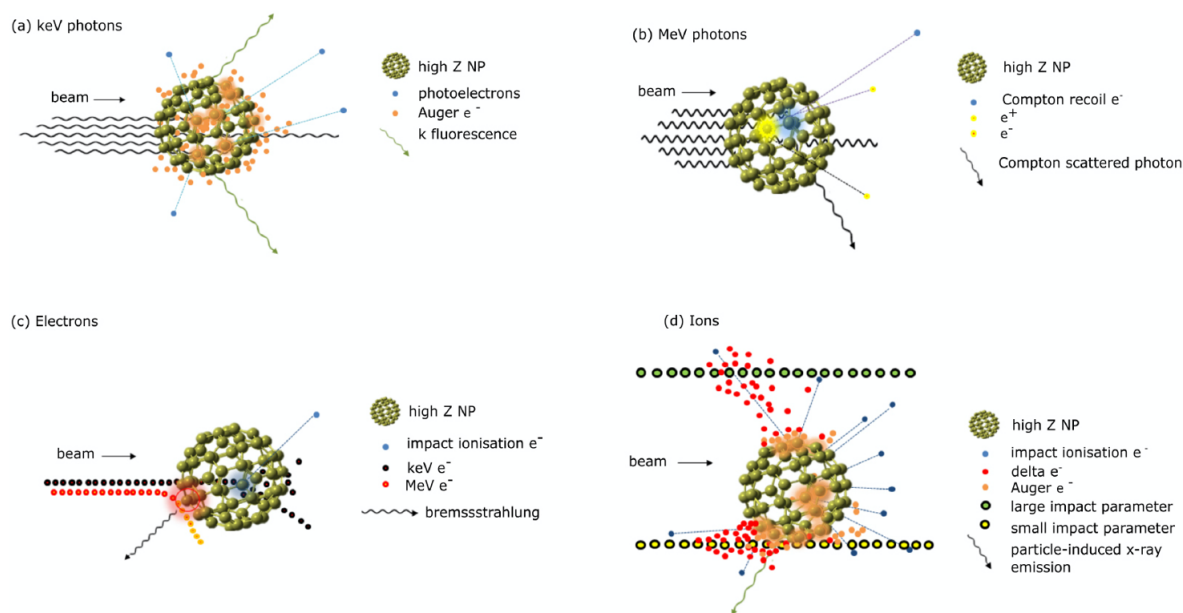 (a) keV photons
beam
high Z NP
photoelectrons
Auger e⁻
k fluorescence
(b) MeV photons
beam
high Z NP
Compton recoil e⁻
e⁺
e⁻
Compton scattered photon
(c) Electrons
beam
high Z NP
impact ionisation e⁻
keV e⁻
MeV e⁻
bremssstrahlung
(d) Ions
beam
high Z NP
impact ionisation e⁻
delta e⁻
Auger e⁻
large impact parameter
small impact parameter
particle-induced x-ray
emission